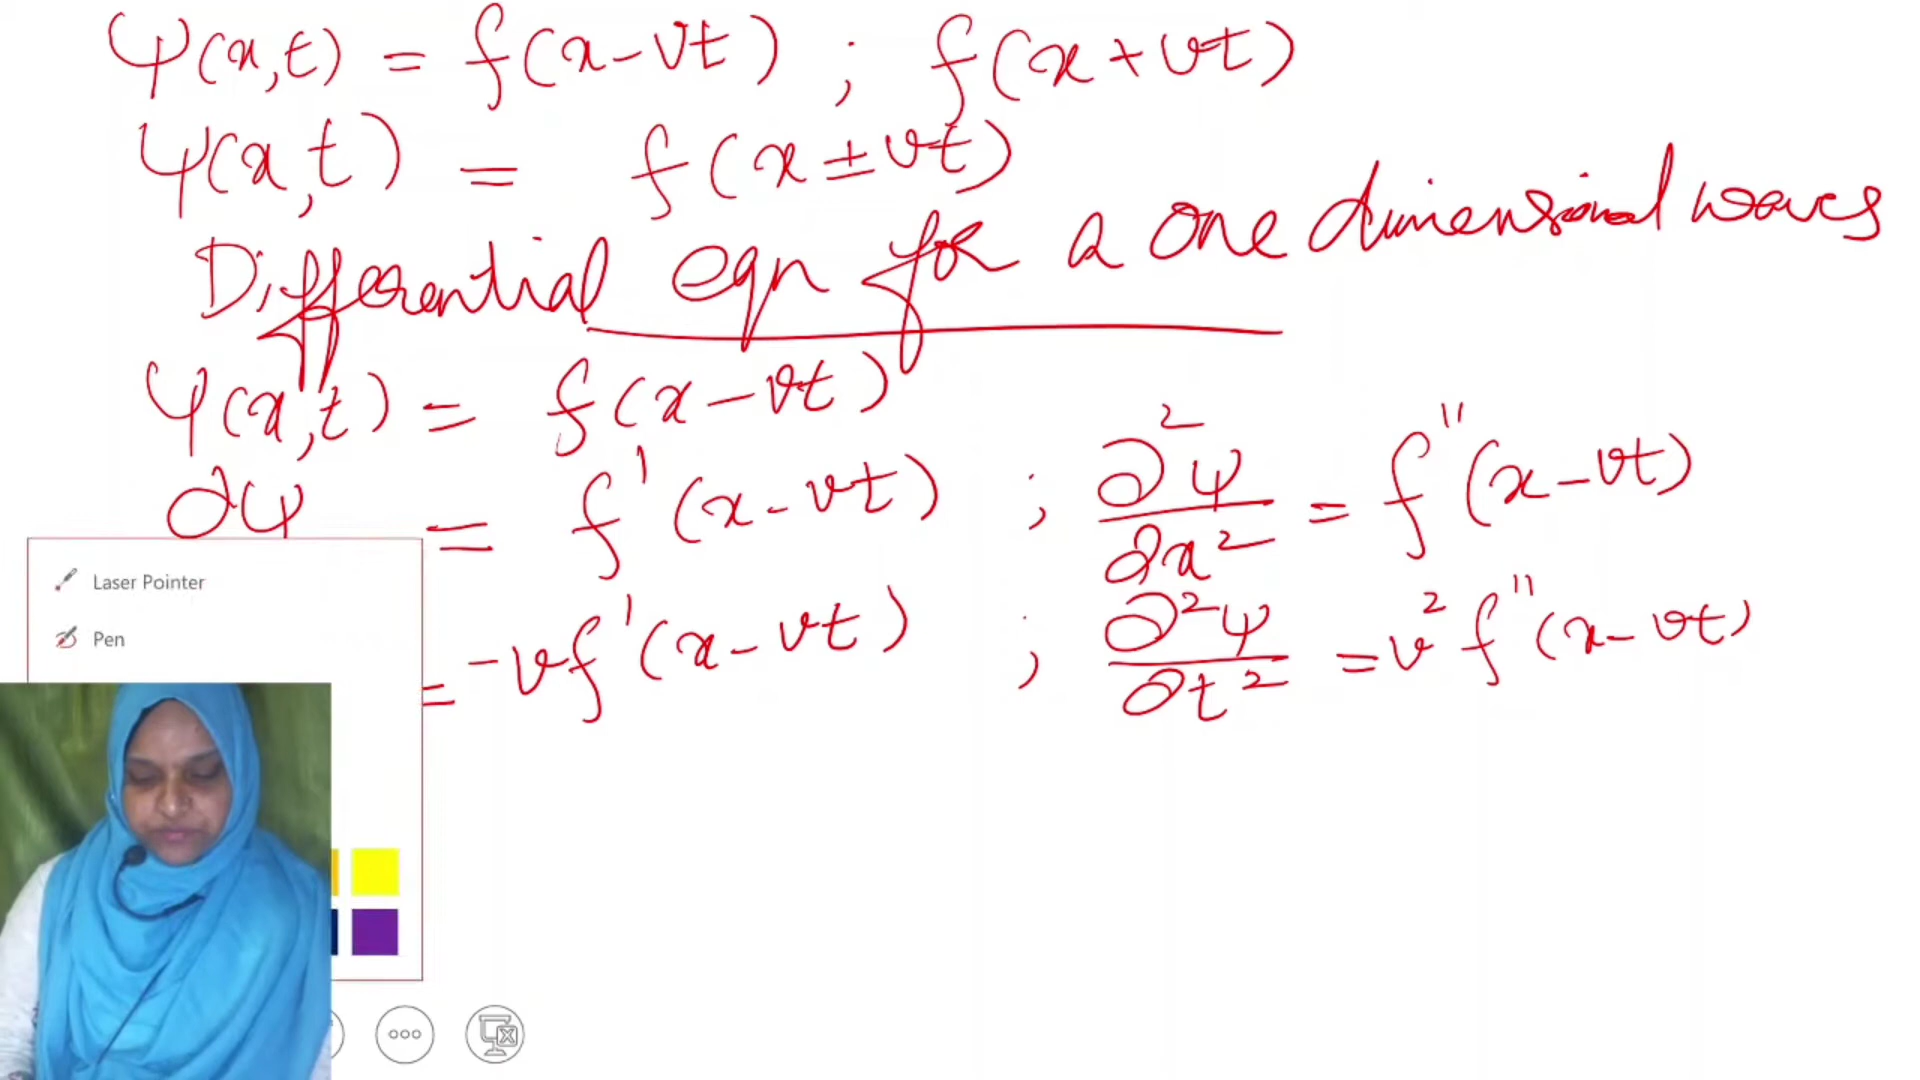 ψ(x,t) = f(x-vt) ; f(x+vt)
ψ(x,t) = f(x±vt)
Differential eqn for a one dimensional waves
ψ(x,t) = f(x-vt)
∂ψ = f'(x-vt) ; ∂²ψ/∂x² = f''(x-vt)
= -vf'(x-vt) ; ∂²ψ/∂t² = v² f''(x-vt)
Laser Pointer
Pen